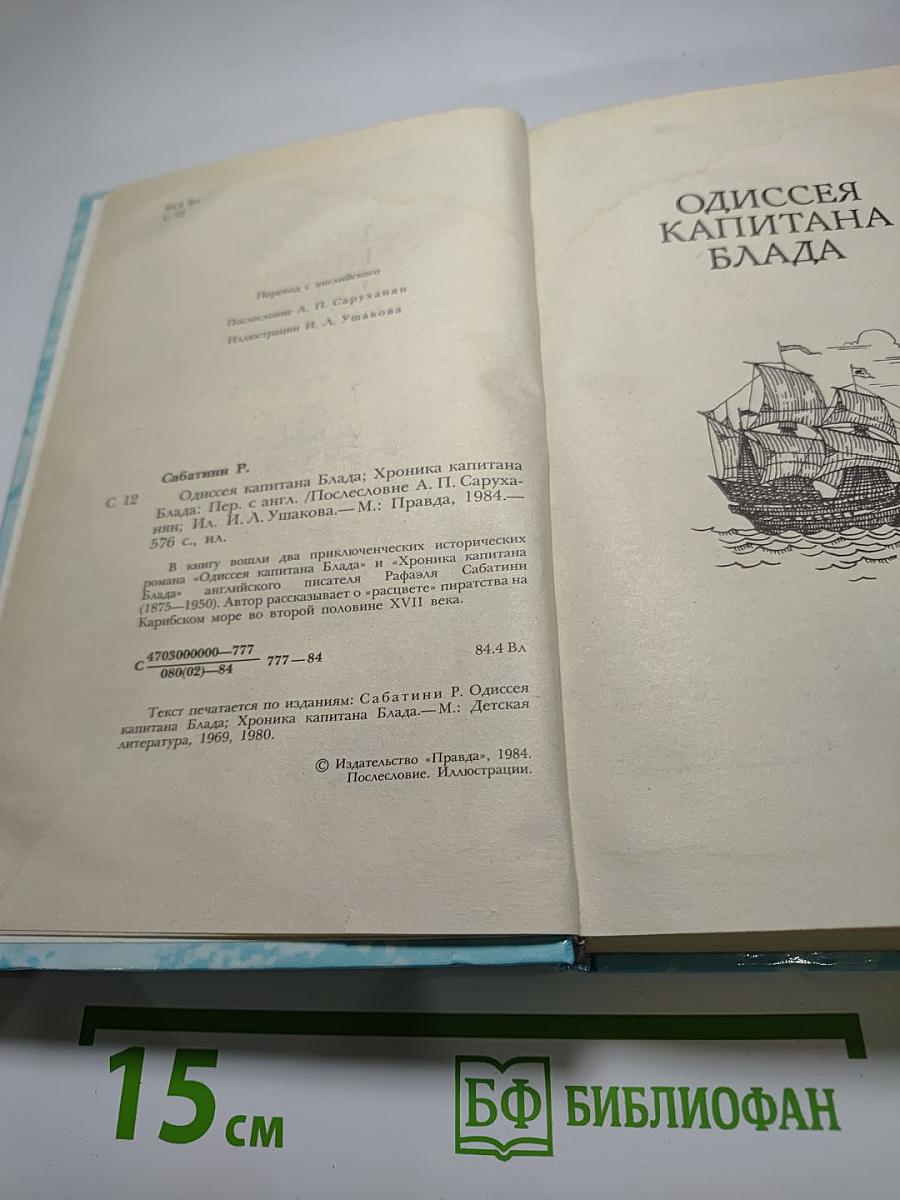 С 12
Перевод с английского
Послесловие А. П. Саруханян
Иллюстрации И. Л. Ушакова
Сабатини Р.
С 12 Одиссея капитана Блада; Хроника капитана
Блада: Пер. с англ. /Послесловие А. П. Саруха-
нян; Ил. И. Л. Ушакова.— М.: Правда, 1984.—
576 с., ил.
В книгу вошли два приключенческих исторических
романа «Одиссея капитана Блада» и «Хроника капитана
Блада» английского писателя Рафаэля Сабатини
(1875—1950). Автор рассказывает о «расцвете» пиратства на
Карибском море во второй половине XVII века.
С 4703000000—777
080(02)—84 777—84 84.4 Вл
Текст печатается по изданиям: Сабатини Р. Одиссея
капитана Блада; Хроника капитана Блада.— М.: Детская
литература, 1969, 1980.
© Издательство «Правда», 1984.
Послесловие. Иллюстрации.
ОДИССЕЯ
КАПИТАНА
БЛАДА
15 см
БФ БИБЛИОФАН